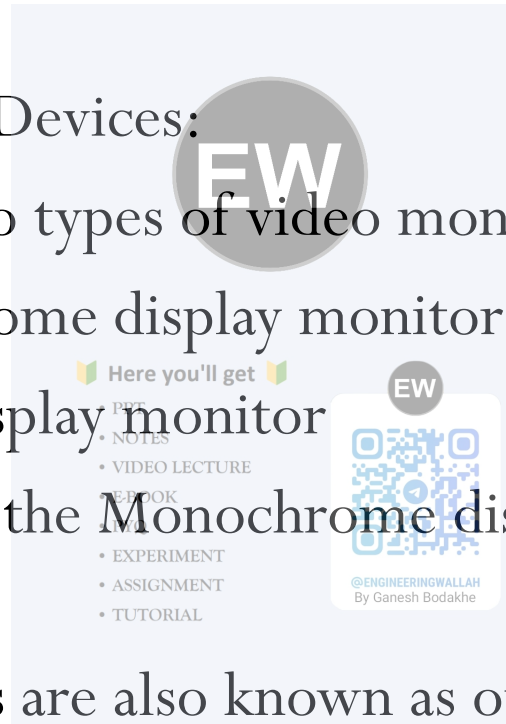 Devices:
EW
o types of video mon
ome display monitor
Here you'll get
splay monitor
EW
• PPT
• NOTES
• VIDEO LECTURE
• E-BOOK
the Monochrome dis
• PYQ
• EXPERIMENT
• ASSIGNMENT
@ENGINEERINGWALLAH
By Ganesh Bodakhe
• TUTORIAL
s are also known as o